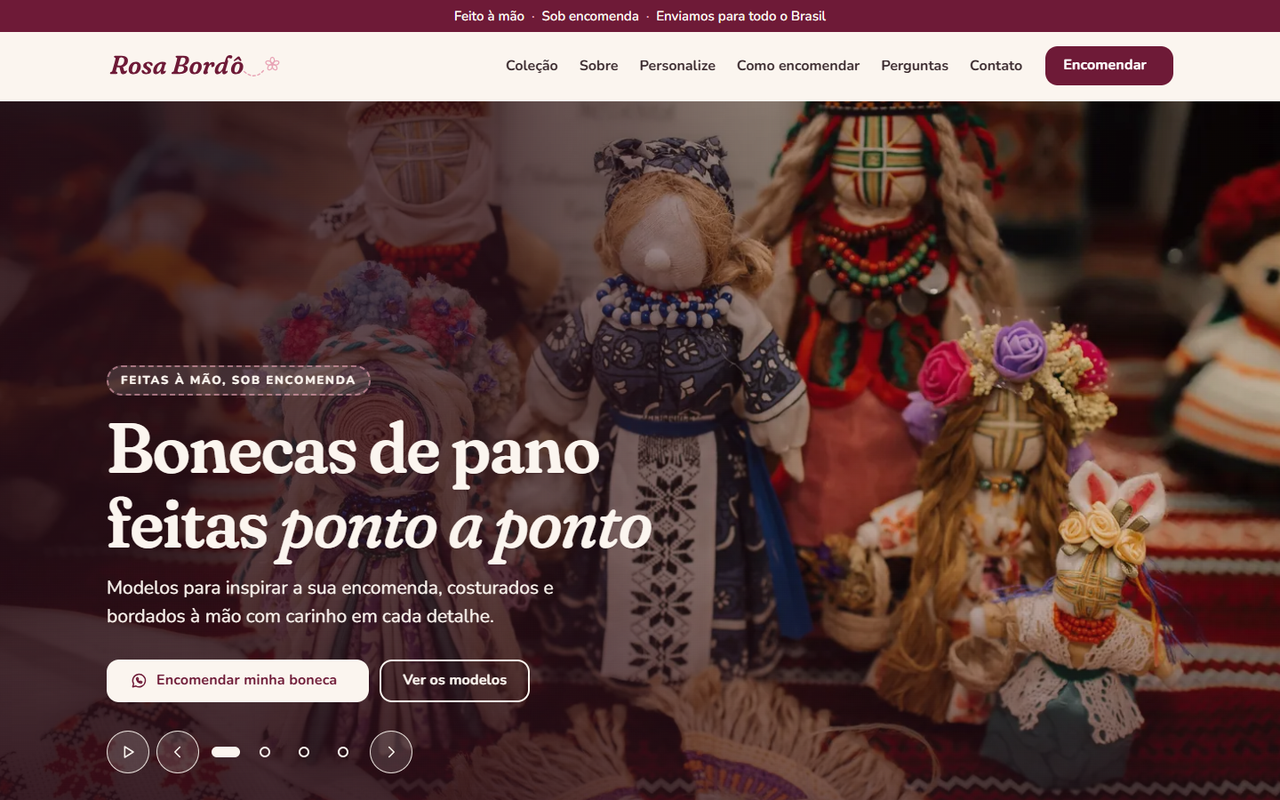 Feito à mão · Sob encomenda · Enviamos para todo o Brasil
Rosa Bordô
Coleção
Sobre
Personalize
Como encomendar
Perguntas
Contato
Encomendar
FEITAS À MÃO, SOB ENCOMENDA
Bonecas de pano
feitas ponto a ponto
Modelos para inspirar a sua encomenda, costurados e
bordados à mão com carinho em cada detalhe.
Encomendar minha boneca
Ver os modelos